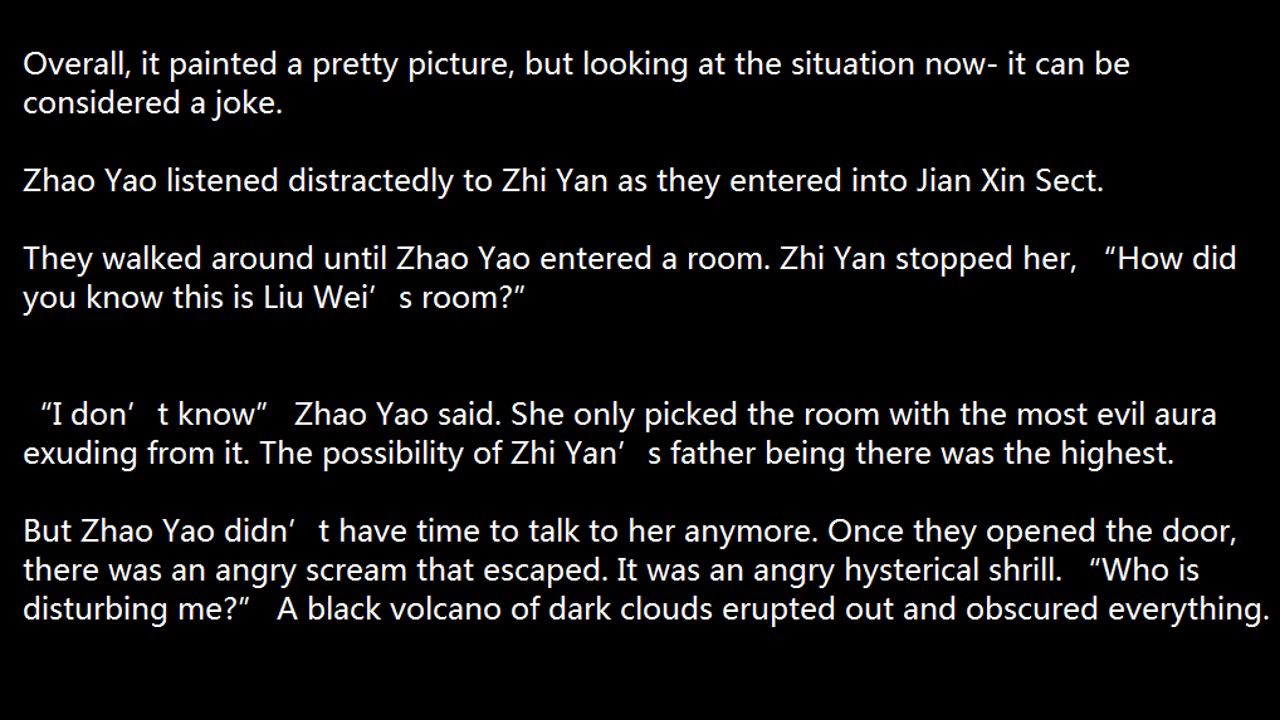 Overall, it painted a pretty picture, but looking at the situation now- it can be
considered a joke.
Zhao Yao listened distractedly to Zhi Yan as they entered into Jian Xin Sect.
They walked around until Zhao Yao entered a room. Zhi Yan stopped her, “How did
you know this is Liu Wei’s room?”
“I don’t know” Zhao Yao said. She only picked the room with the most evil aura
exuding from it. The possibility of Zhi Yan’s father being there was the highest.
But Zhao Yao didn’t have time to talk to her anymore. Once they opened the door,
there was an angry scream that escaped. It was an angry hysterical shrill. “Who is
disturbing me?” A black volcano of dark clouds erupted out and obscured everything.